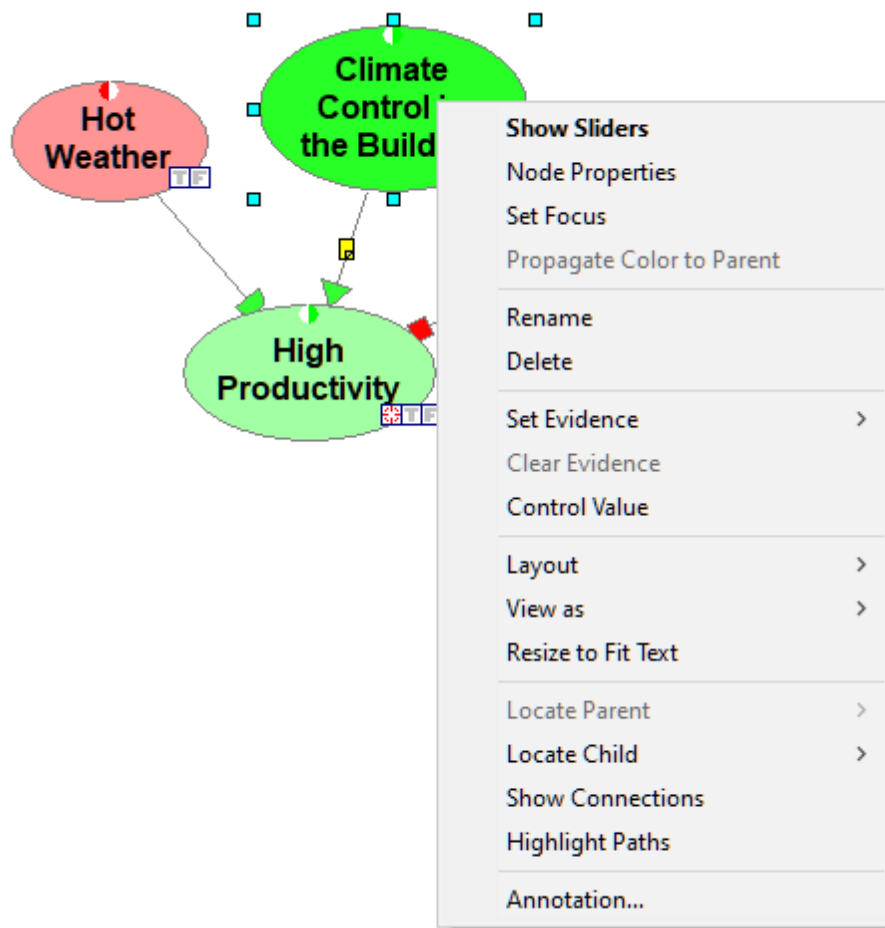 Hot
Weather
T F
Climate
Control
the Build
High
Productivity
T F
Show Sliders
Node Properties
Set Focus
Propagate Color to Parent
Rename
Delete
Set Evidence
Clear Evidence
Control Value
Layout
View as
Resize to Fit Text
Locate Parent
Locate Child
Show Connections
Highlight Paths
Annotation...